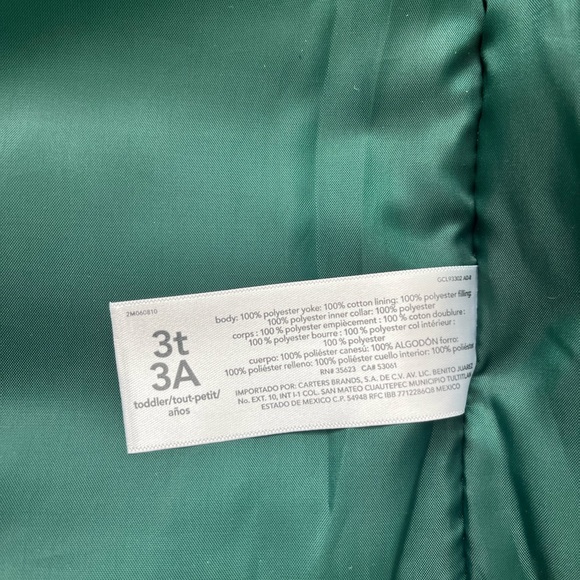 2M060810
GCL93302 AD8
3t
3A
toddler/tout-petit/
años
body: 100% polyester yoke: 100% cotton lining: 100% polyester filling
100% polyester inner collar: 100% polyester
corps : 100% polyester empiècement : 100 % coton doublure :
100% polyester bourre : 100% polyester col intérieur :
100 % polyester
cuerpo: 100% poliéster canesú: 100% ALGODÓN forro:
100% poliéster relleno: 100% poliéster cuello interior: 100% poliéster
RN# 35623 CA# 53061
IMPORTADO POR: CARTERS BRANDS, S.A. DE C.V. AV. LIC. BENITO JUAREZ
No. EXT. 10, INT I-1 COL. SAN MATEO CUAUTEPEC MUNICIPIO TULTITLAN
ESTADO DE MEXICO C.P. 54948 RFC IBB 7712286O8 MEXICO